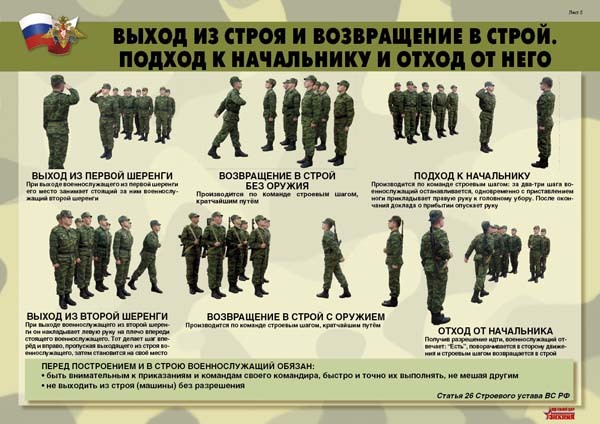 Лист 5
ВЫХОД ИЗ СТРОЯ И ВОЗВРАЩЕНИЕ В СТРОЙ.
ПОДХОД К НАЧАЛЬНИКУ И ОТХОД ОТ НЕГО
ВЫХОД ИЗ ПЕРВОЙ ШЕРЕНГИ
При выходе военнослужащего из первой шеренги
его место занимает стоящий за ним военнослу-
жащий второй шеренги
ВОЗВРАЩЕНИЕ В СТРОЙ
БЕЗ ОРУЖИЯ
Производится по команде строевым шагом,
кратчайшим путём
ПОДХОД К НАЧАЛЬНИКУ
Производится по команде строевым шагом: за два-три шага во-
еннослужащий останавливается, одновременно с приставлением
ноги прикладывает правую руку к головному убору. После окон-
чания доклада о прибытии опускает руку
ВЫХОД ИЗ ВТОРОЙ ШЕРЕНГИ
При выходе военнослужащего из второй шерен-
ги он накладывает левую руку на плечо впереди
стоящего военнослужащего. Тот делает шаг впе-
рёд и вправо, пропуская выходящего из строя во-
еннослужащего, затем становится на своё место
ВОЗВРАЩЕНИЕ В СТРОЙ С ОРУЖИЕМ
Производится по команде строевым шагом, кратчайшим путём
ОТХОД ОТ НАЧАЛЬНИКА
Получив разрешение идти, военнослужащий от-
вечает: "Есть", поворачивается в сторону движе-
ния и строевым шагом возвращается в строй
ПЕРЕД ПОСТРОЕНИЕМ И В СТРОЮ ВОЕННОСЛУЖАЩИЙ ОБЯЗАН:
• быть внимательным к приказаниям и командам своего командира, быстро и точно их выполнять, не мешая другим
• не выходить из строя (машины) без разрешения
Статья 26 Строевого устава ВС РФ